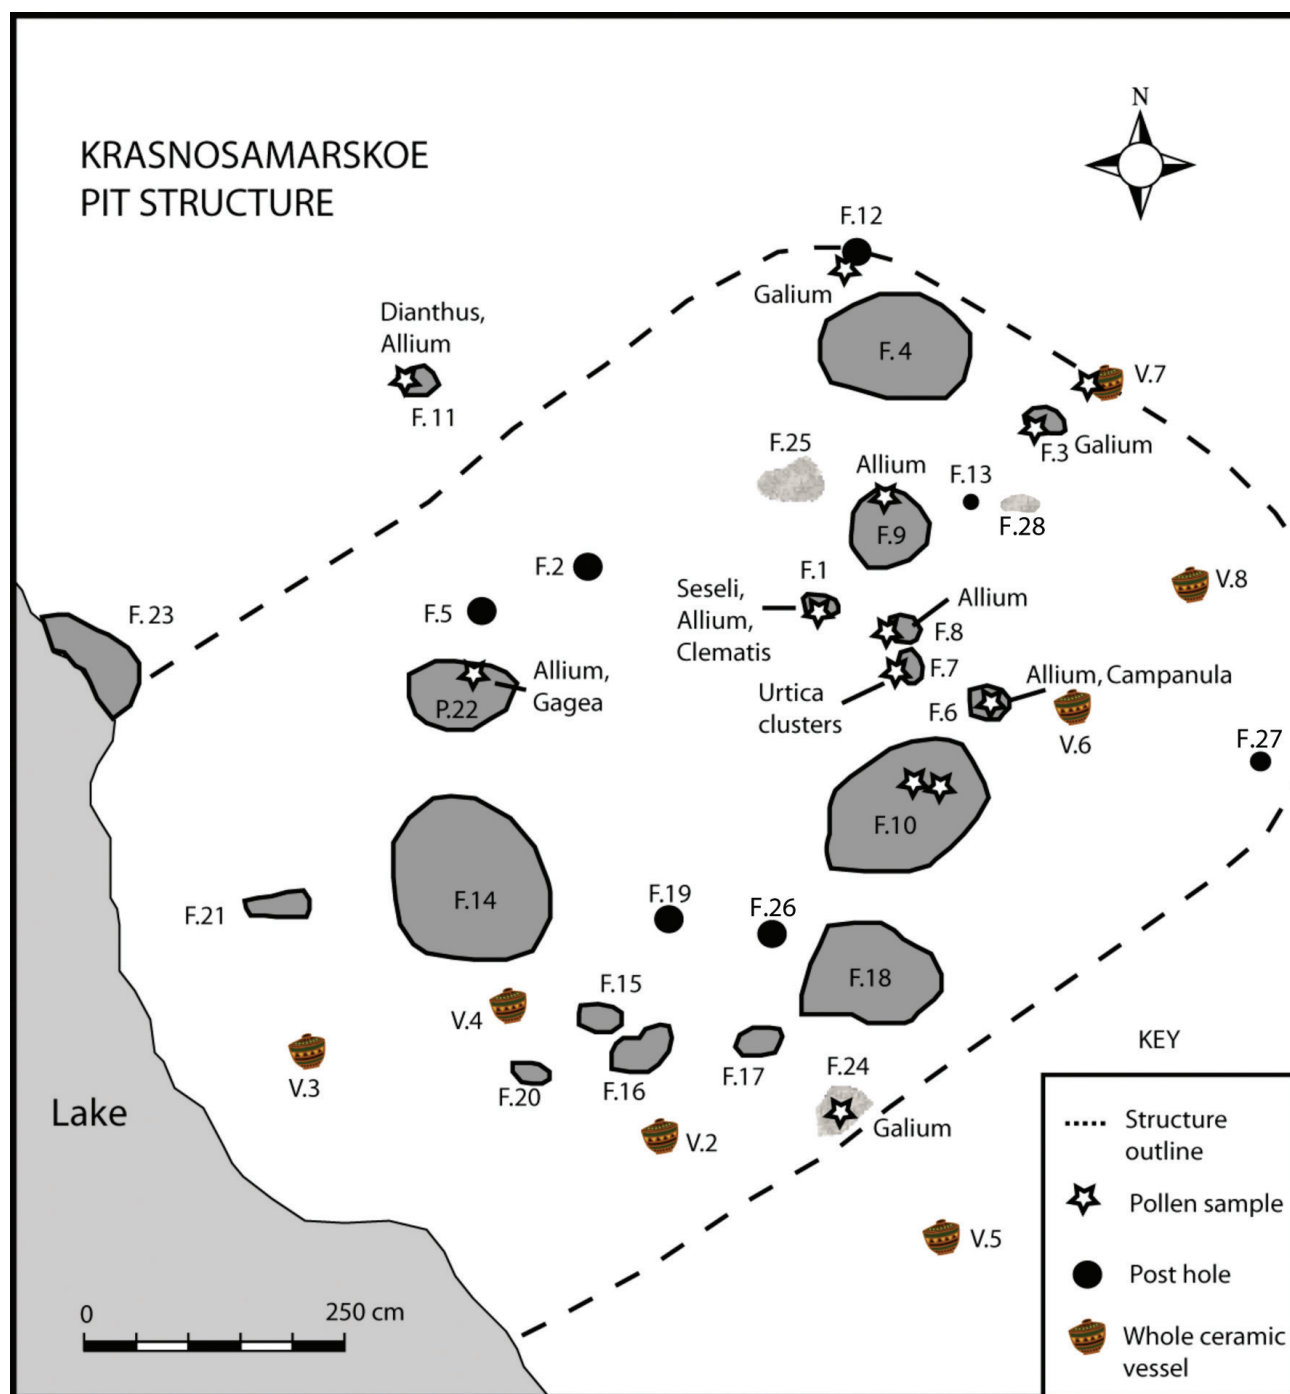 N
KRASNOSAMARSKOE
PIT STRUCTURE
F.12
Galium
Dianthus,
Allium
F.11
F.4
V.7
F.3
Galium
F.25
Allium
F.13
F.28
F.9
F.2
F.1
V.8
Seseli,
Allium,
Clematis
Allium
F.8
F.5
F.23
F.7
Urtica
clusters
Allium,
Gagea
P.22
Allium, Campanula
F.6
V.6
F.27
F.10
F.14
F.19
F.26
F.21
F.18
F.15
V.4
V.3
F.20
F.16
F.17
F.24
Galium
V.2
V.5
Lake
0
250 cm
KEY
Structure
outline
Pollen sample
Post hole
Whole ceramic
vessel